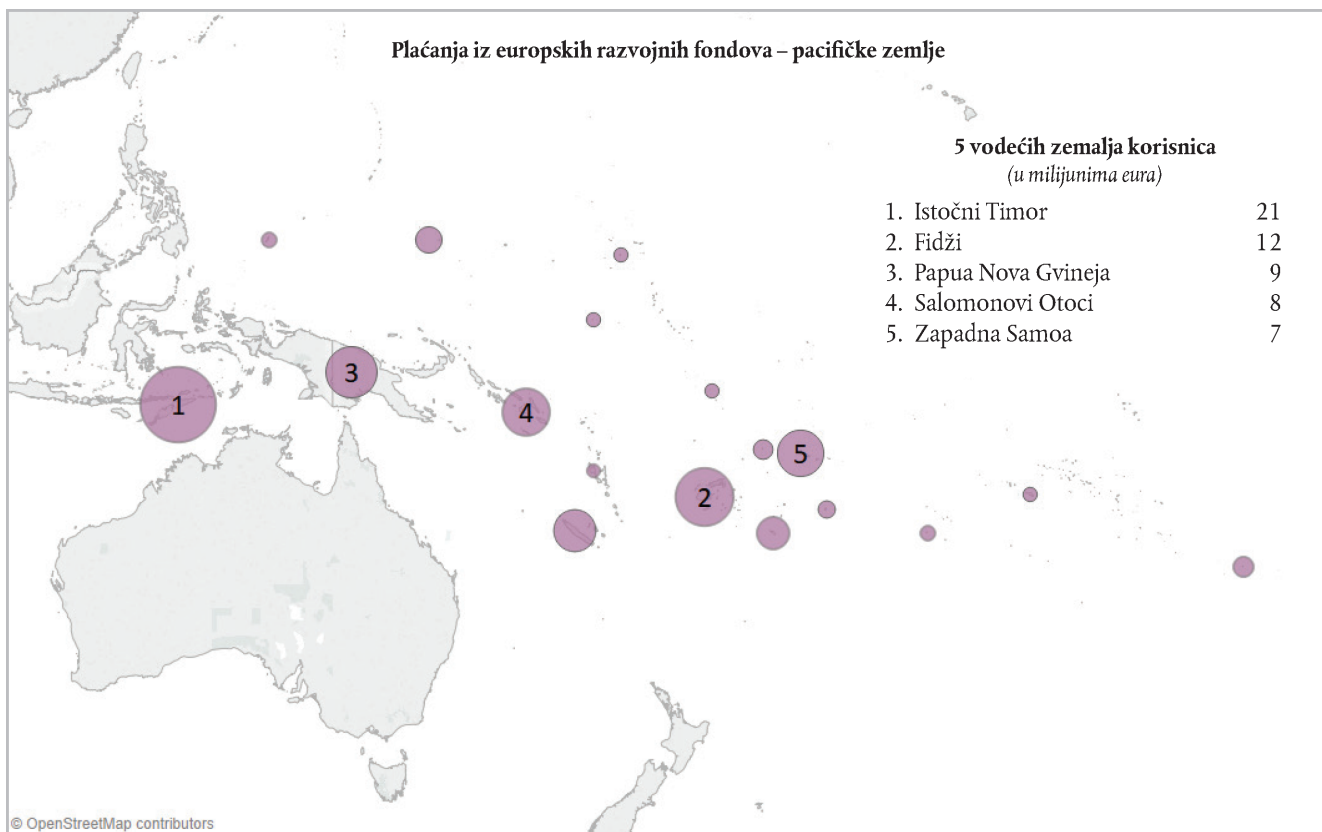 Plaćanja iz europskih razvojnih fondova – pacifičke zemlje
5 vodećih zemalja korisnica
(u milijunima eura)
1. Istočni Timor 21
2. Fidži 12
3. Papua Nova Gvineja 9
4. Salomonovi Otoci 8
5. Zapadna Samoa 7
3
1
4
5
2
© OpenStreetMap contributors